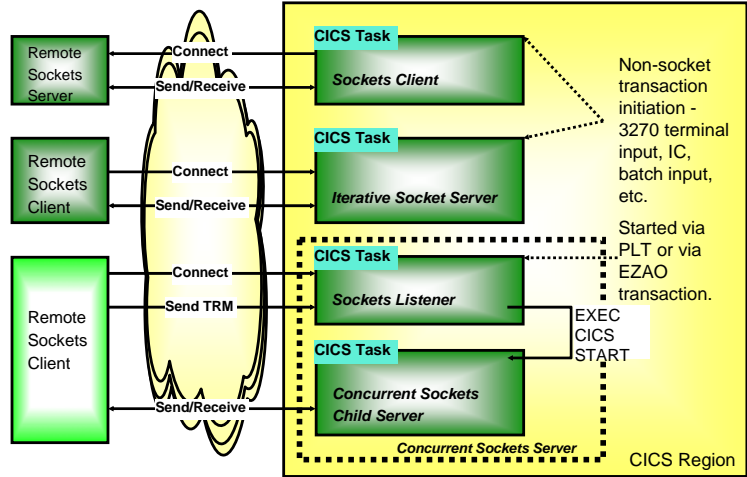 Remote
Sockets
Server
Connect
Send/Receive
CICS Task
Sockets Client
Non-socket
transaction
initiation -
3270 terminal
input, IC,
batch input,
etc.
Remote
Sockets
Client
Connect
Send/Receive
CICS Task
Iterative Socket Server
Started via
PLT or via
EZAO
transaction.
Remote
Sockets
Client
Connect
Send TRM
Send/Receive
CICS Task
Sockets Listener
EXEC
CICS
START
CICS Task
Concurrent Sockets
Child Server
Concurrent Sockets Server
CICS Region